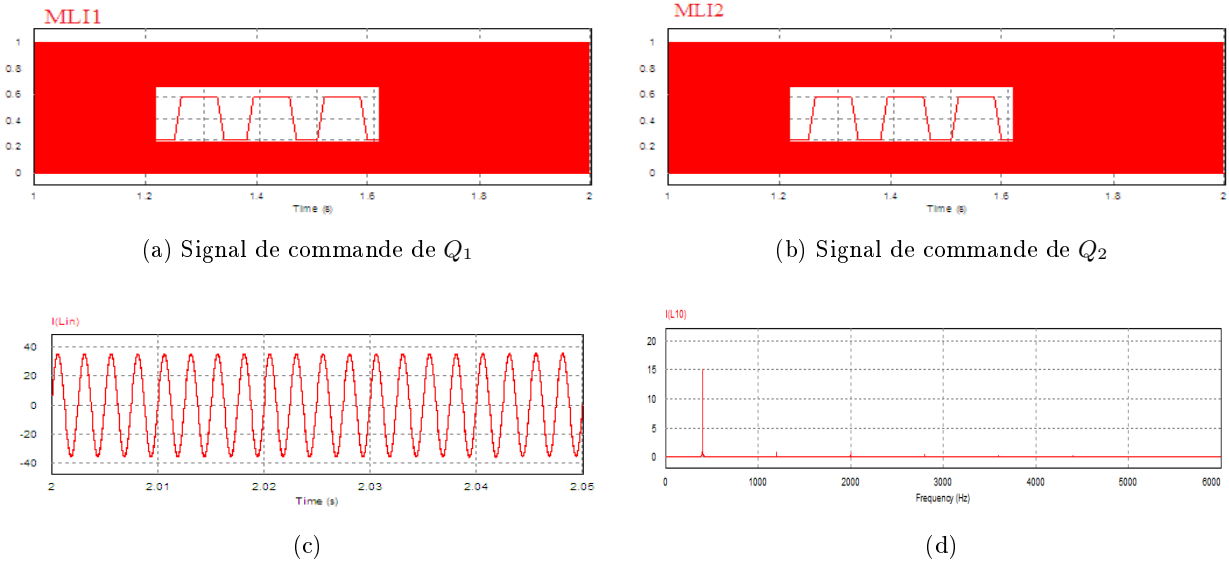 MLI1
1
0.8
0.6
0.4
0.2
0
1 1.2 1.4 1.6 1.8 2
Time (s)
(a) Signal de commande de Q1
MLI2
1
0.8
0.6
0.4
0.2
0
1 1.2 1.4 1.6 1.8 2
Time (s)
(b) Signal de commande de Q2
I(Lin)
40
20
0
-20
-40
2 2.01 2.02 2.03 2.04 2.05
Time (s)
(c)
I(L10)
20
15
10
5
0
0 1000 2000 3000 4000 5000 6000
Frequency (Hz)
(d)